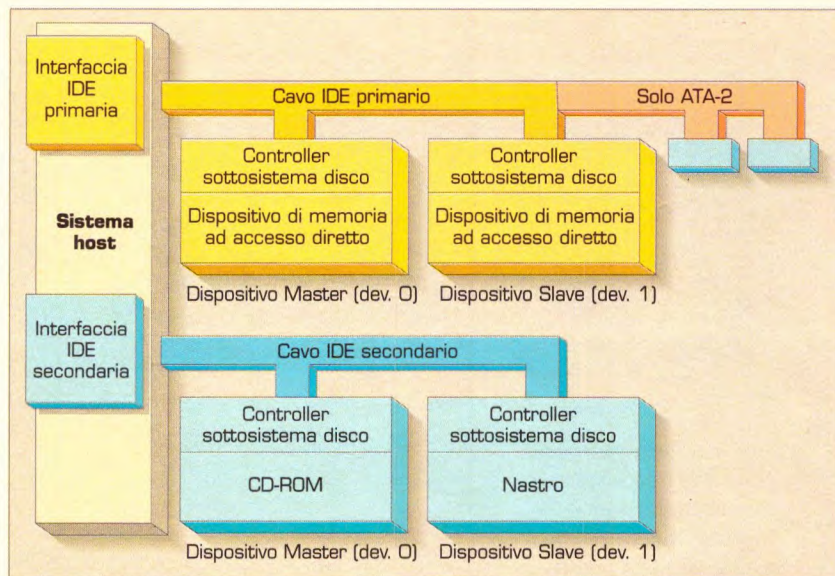 Interfaccia
IDE
primaria
Cavo IDE primario
Solo ATA-2
Controller
sottosistema disco
Dispositivo di memoria
ad accesso diretto
Dispositivo Master (dev. 0)
Controller
sottosistema disco
Dispositivo di memoria
ad accesso diretto
Dispositivo Slave (dev. 1)
Sistema
host
Interfaccia
IDE
secondaria
Cavo IDE secondario
Controller
sottosistema disco
CD-ROM
Dispositivo Master (dev. 0)
Controller
sottosistema disco
Nastro
Dispositivo Slave (dev. 1)